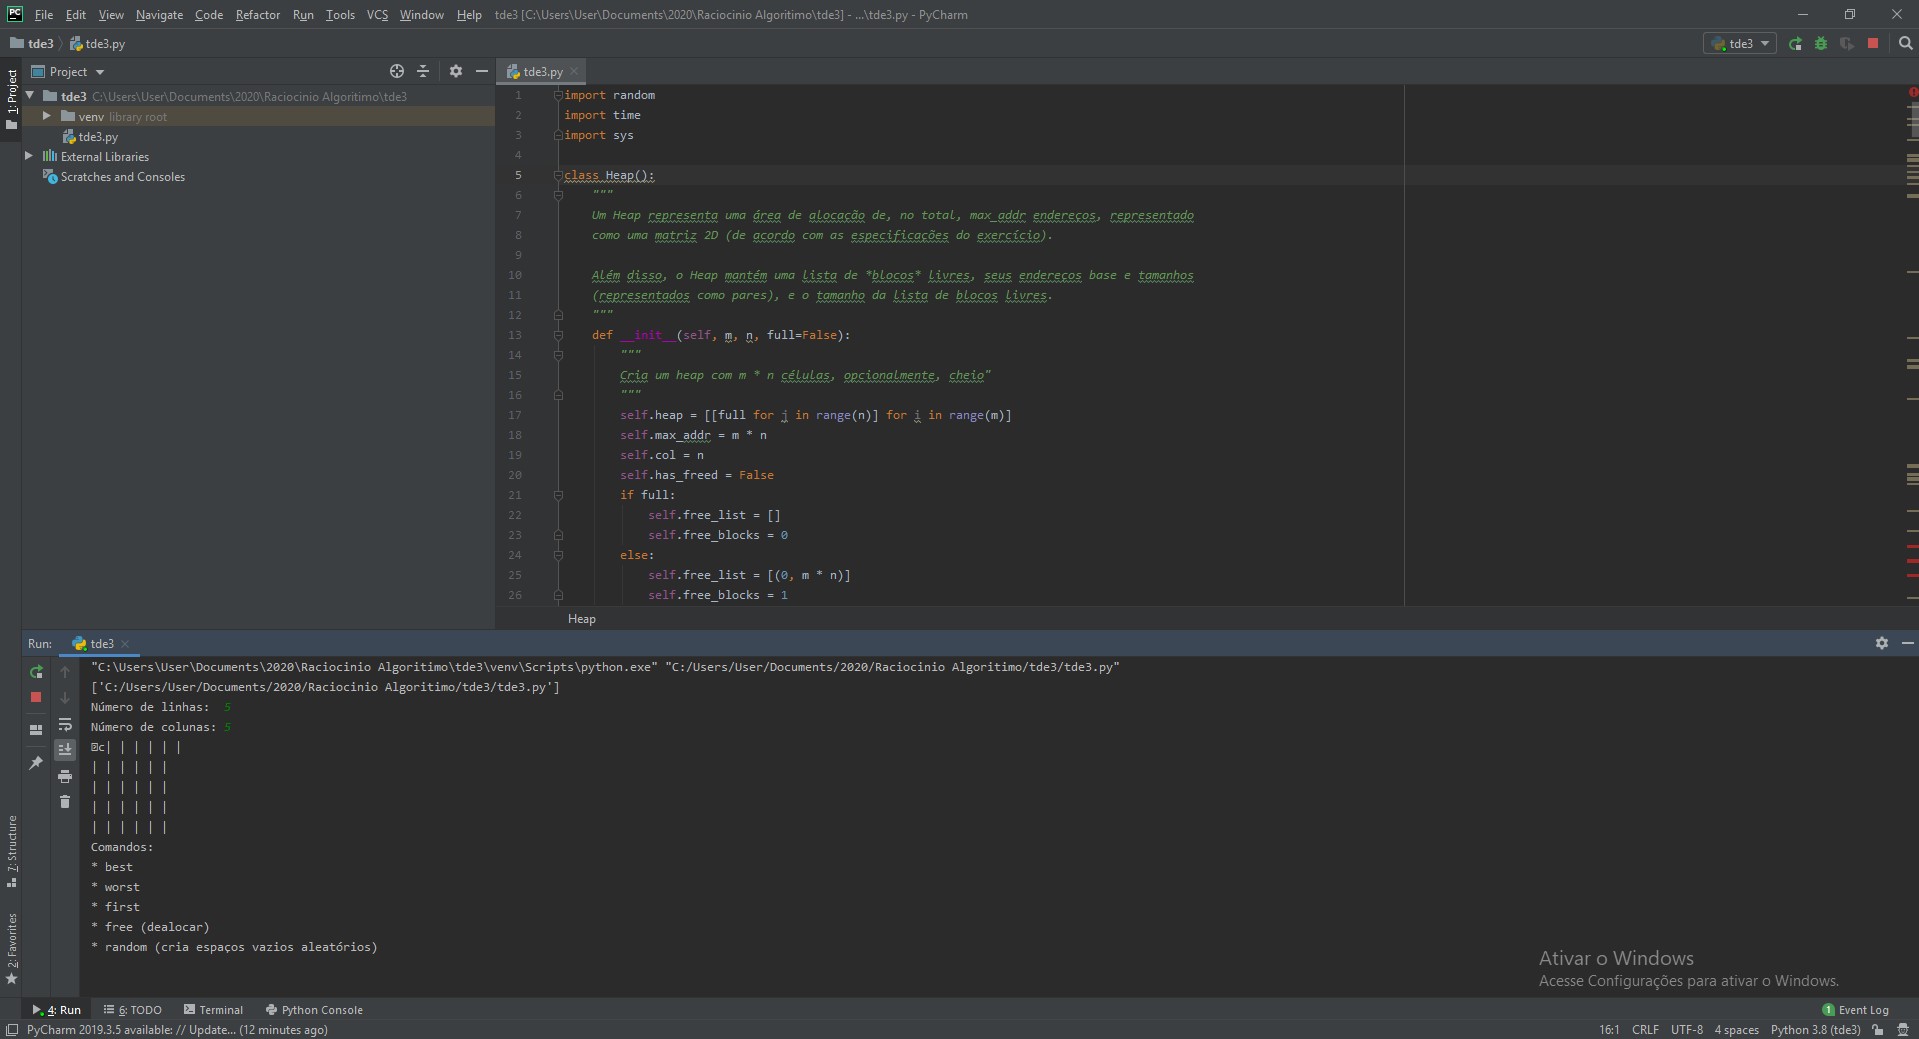 PC File Edit View Navigate Code Refactor Run Tools VCS Window Help tde3 [C:\Users\User\Documents\2020\Raciocinio Algoritimo\tde3] - ...\tde3.py - PyCharm
tde3 tde3.py
tde3
1: Project
Project
tde3 C:\Users\User\Documents\2020\Raciocinio Algoritimo\tde3
venv library root
tde3.py
External Libraries
Scratches and Consoles
tde3.py
1 import random
2 import time
3 import sys
4
5 class Heap():
6 """
7 Um Heap representa uma área de alocação de, no total, max_addr endereços, representado
8 como uma matriz 2D (de acordo com as especificações do exercício).
9
10 Além disso, o Heap mantém uma lista de *blocos* livres, seus endereços base e tamanhos
11 (representados como pares), e o tamanho da lista de blocos livres.
12 """
13 def __init__(self, m, n, full=False):
14 """
15 Cria um heap com m * n células, opcionalmente, cheio"
16 """
17 self.heap = [[full for j in range(n)] for i in range(m)]
18 self.max_addr = m * n
19 self.col = n
20 self.has_freed = False
21 if full:
22 self.free_list = []
23 self.free_blocks = 0
24 else:
25 self.free_list = [(0, m * n)]
26 self.free_blocks = 1
Heap
Run: tde3
"C:\Users\User\Documents\2020\Raciocinio Algoritimo\tde3\venv\Scripts\python.exe" "C:/Users/User/Documents/2020/Raciocinio Algoritimo/tde3/tde3.py"
['C:/Users/User/Documents/2020/Raciocinio Algoritimo/tde3/tde3.py']
Número de linhas: 5
Número de colunas: 5
c| | | | | |
| | | | | |
| | | | | |
| | | | | |
| | | | | |
Comandos:
* best
* worst
* first
* free (dealocar)
* random (cria espaços vazios aleatórios)
7: Structure
2: Favorites
Ativar o Windows
Acesse Configurações para ativar o Windows.
4: Run 6: TODO Terminal Python Console
1 Event Log
PyCharm 2019.3.5 available: // Update... (12 minutes ago)
16:1 CRLF UTF-8 4 spaces Python 3.8 (tde3)